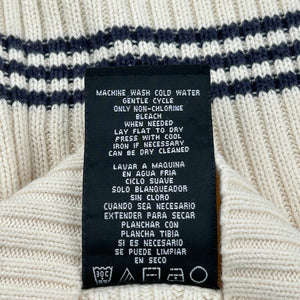 MACHINE WASH COLD WATER
GENTLE CYCLE
ONLY NON-CHLORINE
BLEACH
WHEN NEEDED
LAY FLAT TO DRY
PRESS WITH COOL
IRON IF NECESSARY
CAN BE DRY CLEANED
LAVAR A MAQUINA
EN AGUA FRIA
CICLO SUAVE
SOLO BLANQUEADOR
SIN CLORO
CUANDO SEA NECESARIO
EXTENDER PARA SECAR
PLANCHAR CON
PLANCHA TIBIA
SI ES NECESARIO
SE PUEDE LIMPIAR
EN SECO